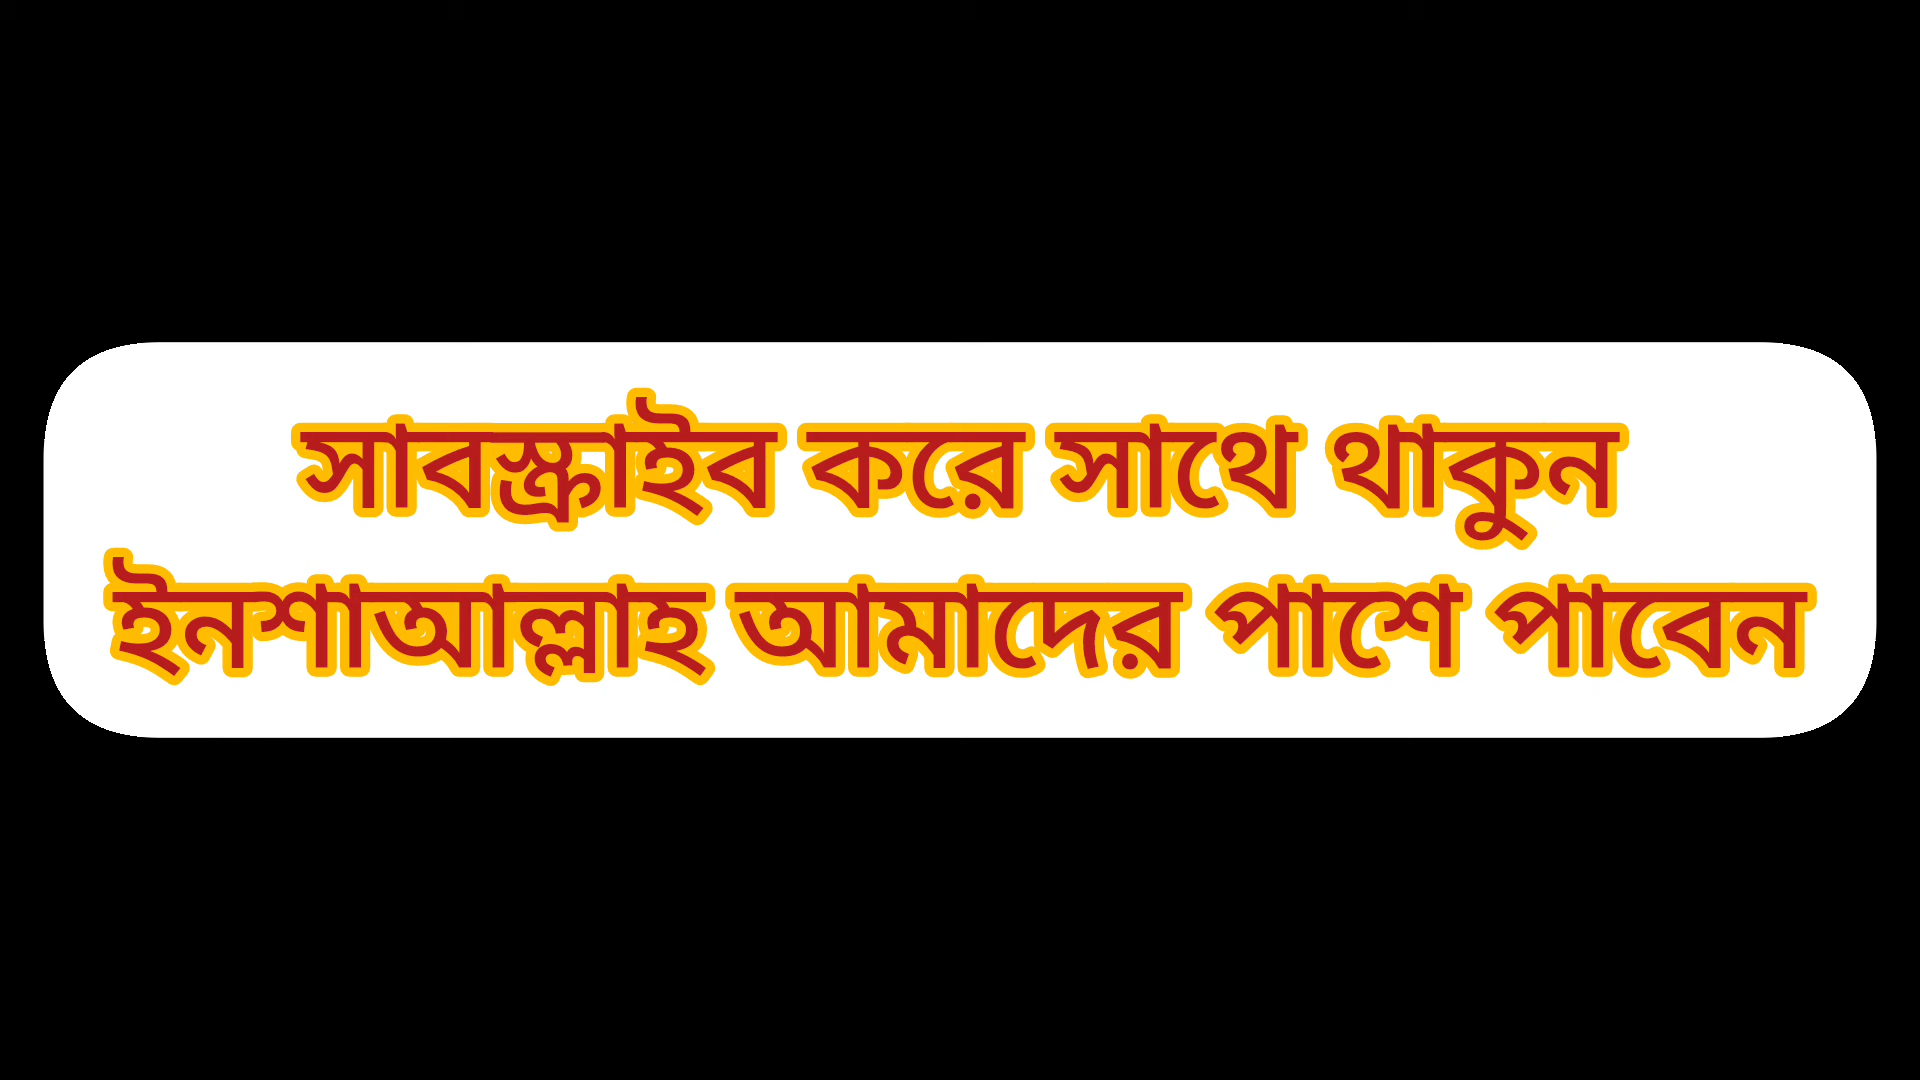 সাবস্ক্রাইব করে সাথে থাকুন
ইনশাআল্লাহ আমাদের পাশে পাবেন